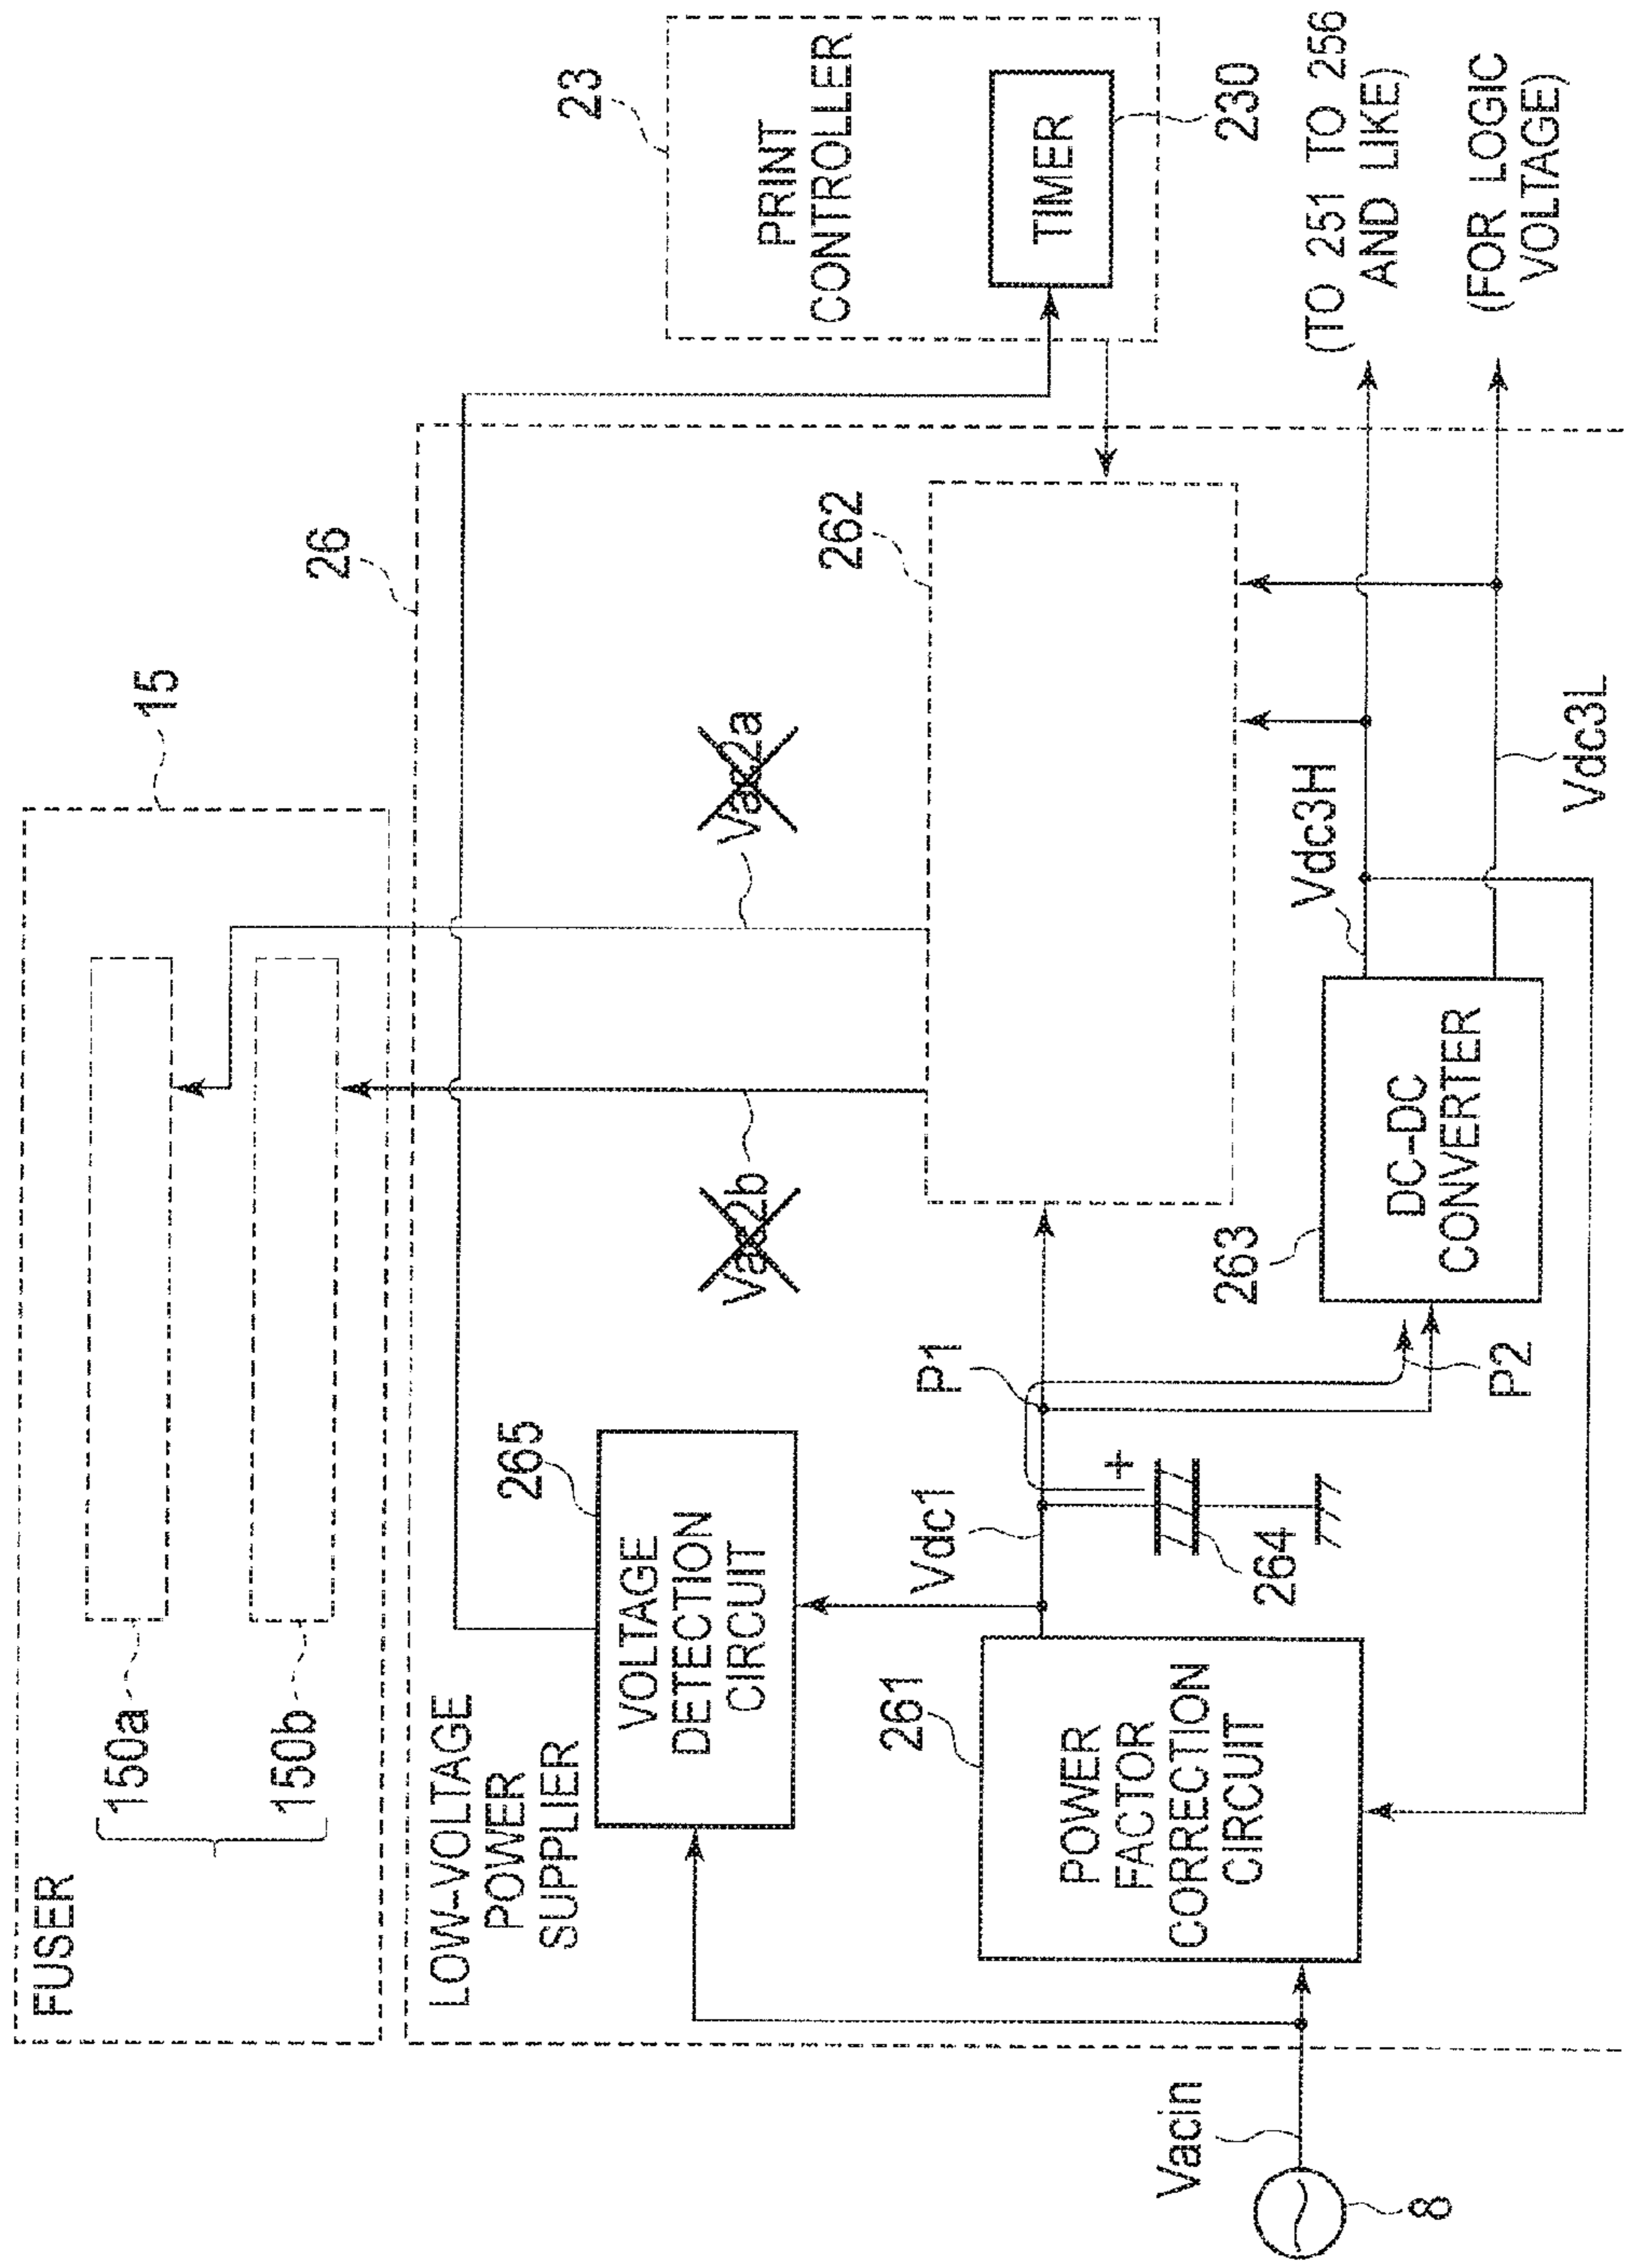 FUSER
150a
150b
15
26
LOW-VOLTAGE
POWER
SUPPLIER
265
VOLTAGE
DETECTION
CIRCUIT
Vac2b
Vac2a
23
PRINT
CONTROLLER
TIMER
230
262
261
POWER
FACTOR
CORRECTION
CIRCUIT
Vdc1
P1
+
264
P2
263
DC-DC
CONVERTER
Vdc3H
Vdc3L
(TO 251 TO 256
AND LIKE)
(FOR LOGIC
VOLTAGE)
Vacin
8